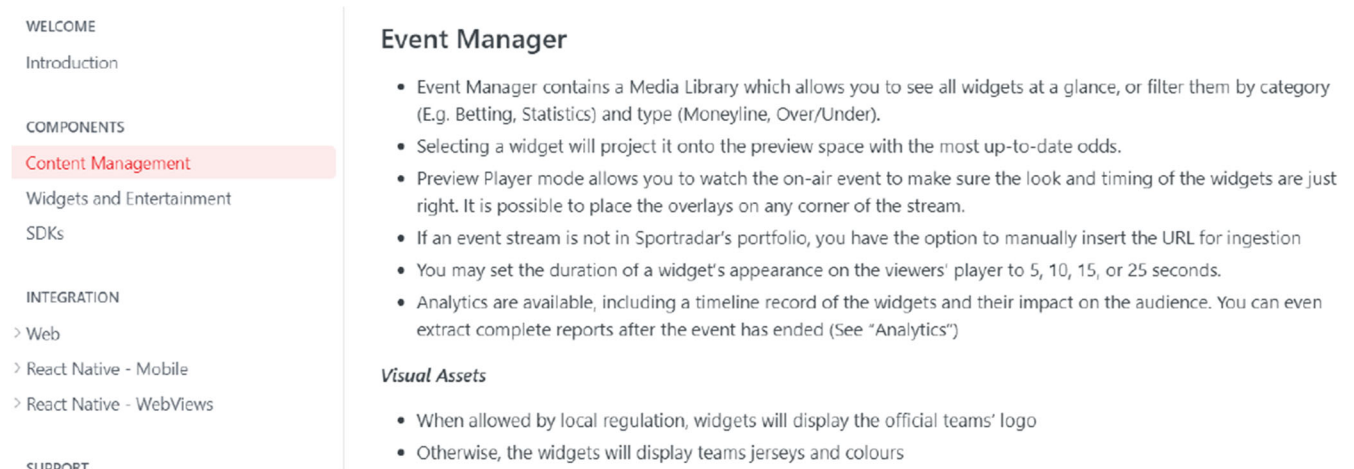 WELCOME
Introduction
COMPONENTS
Content Management
Widgets and Entertainment
SDKs
INTEGRATION
Web
React Native - Mobile
React Native - WebViews
SUPPORT
Event Manager
• Event Manager contains a Media Library which allows you to see all widgets at a glance, or filter them by category
(E.g. Betting, Statistics) and type (Moneyline, Over/Under).
• Selecting a widget will project it onto the preview space with the most up-to-date odds.
• Preview Player mode allows you to watch the on-air event to make sure the look and timing of the widgets are just
right. It is possible to place the overlays on any corner of the stream.
• If an event stream is not in Sportradar's portfolio, you have the option to manually insert the URL for ingestion
• You may set the duration of a widget's appearance on the viewers' player to 5, 10, 15, or 25 seconds.
• Analytics are available, including a timeline record of the widgets and their impact on the audience. You can even
extract complete reports after the event has ended (See “Analytics”)
Visual Assets
• When allowed by local regulation, widgets will display the official teams' logo
• Otherwise, the widgets will display teams jerseys and colours